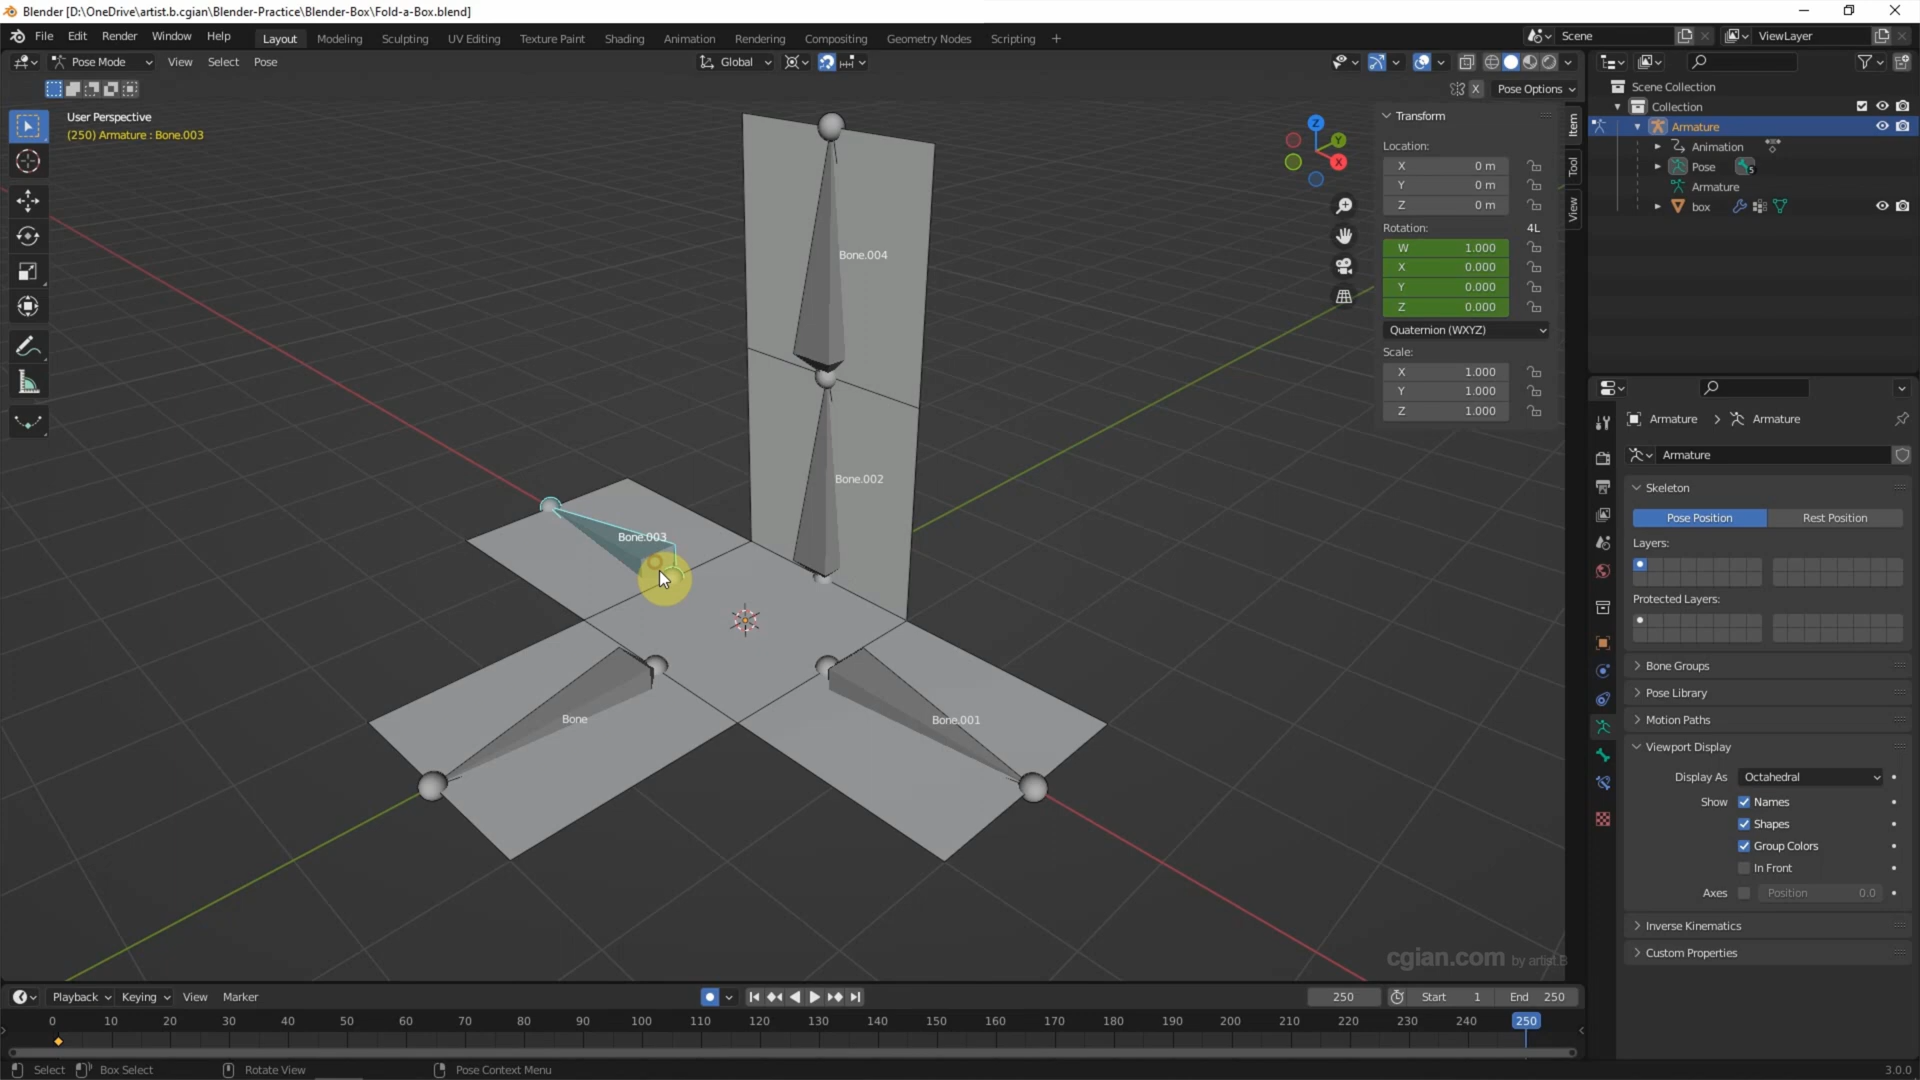 Blender [D:\OneDrive\artist.b.cgian\Blender-Practice\Blender-Box\Fold-a-Box.blend]
File Edit Render Window Help Layout Modeling Sculpting UV Editing Texture Paint Shading Animation Rendering Compositing Geometry Nodes Scripting + Scene ViewLayer
Pose Mode View Select Pose Global
X Pose Options
User Perspective
(250) Armature : Bone.003
Scene Collection
Collection
Armature
Animation
Pose 5
Armature
box
Z
Y
X
Item
Tool
View
Transform
Location:
X 0 m
Y 0 m
Z 0 m
Rotation: 4L
W 1.000
X 0.000
Y 0.000
Z 0.000
Quaternion (WXYZ)
Scale:
X 1.000
Y 1.000
Z 1.000
Bone.004
Bone.002
Bone.003
Bone
Bone.001
Armature > Armature
Armature
Skeleton
Pose Position Rest Position
Layers:
Protected Layers:
Bone Groups
Pose Library
Motion Paths
Viewport Display
Display As Octahedral
Show Names
Shapes
Group Colors
In Front
Axes Position 0.0
Inverse Kinematics
Custom Properties
cgian.com by artist.B
Playback Keying View Marker 250 Start 1 End 250
0 10 20 30 40 50 60 70 80 90 100 110 120 130 140 150 160 170 180 190 200 210 220 230 240 250
Select Box Select Rotate View Pose Context Menu 3.0.0